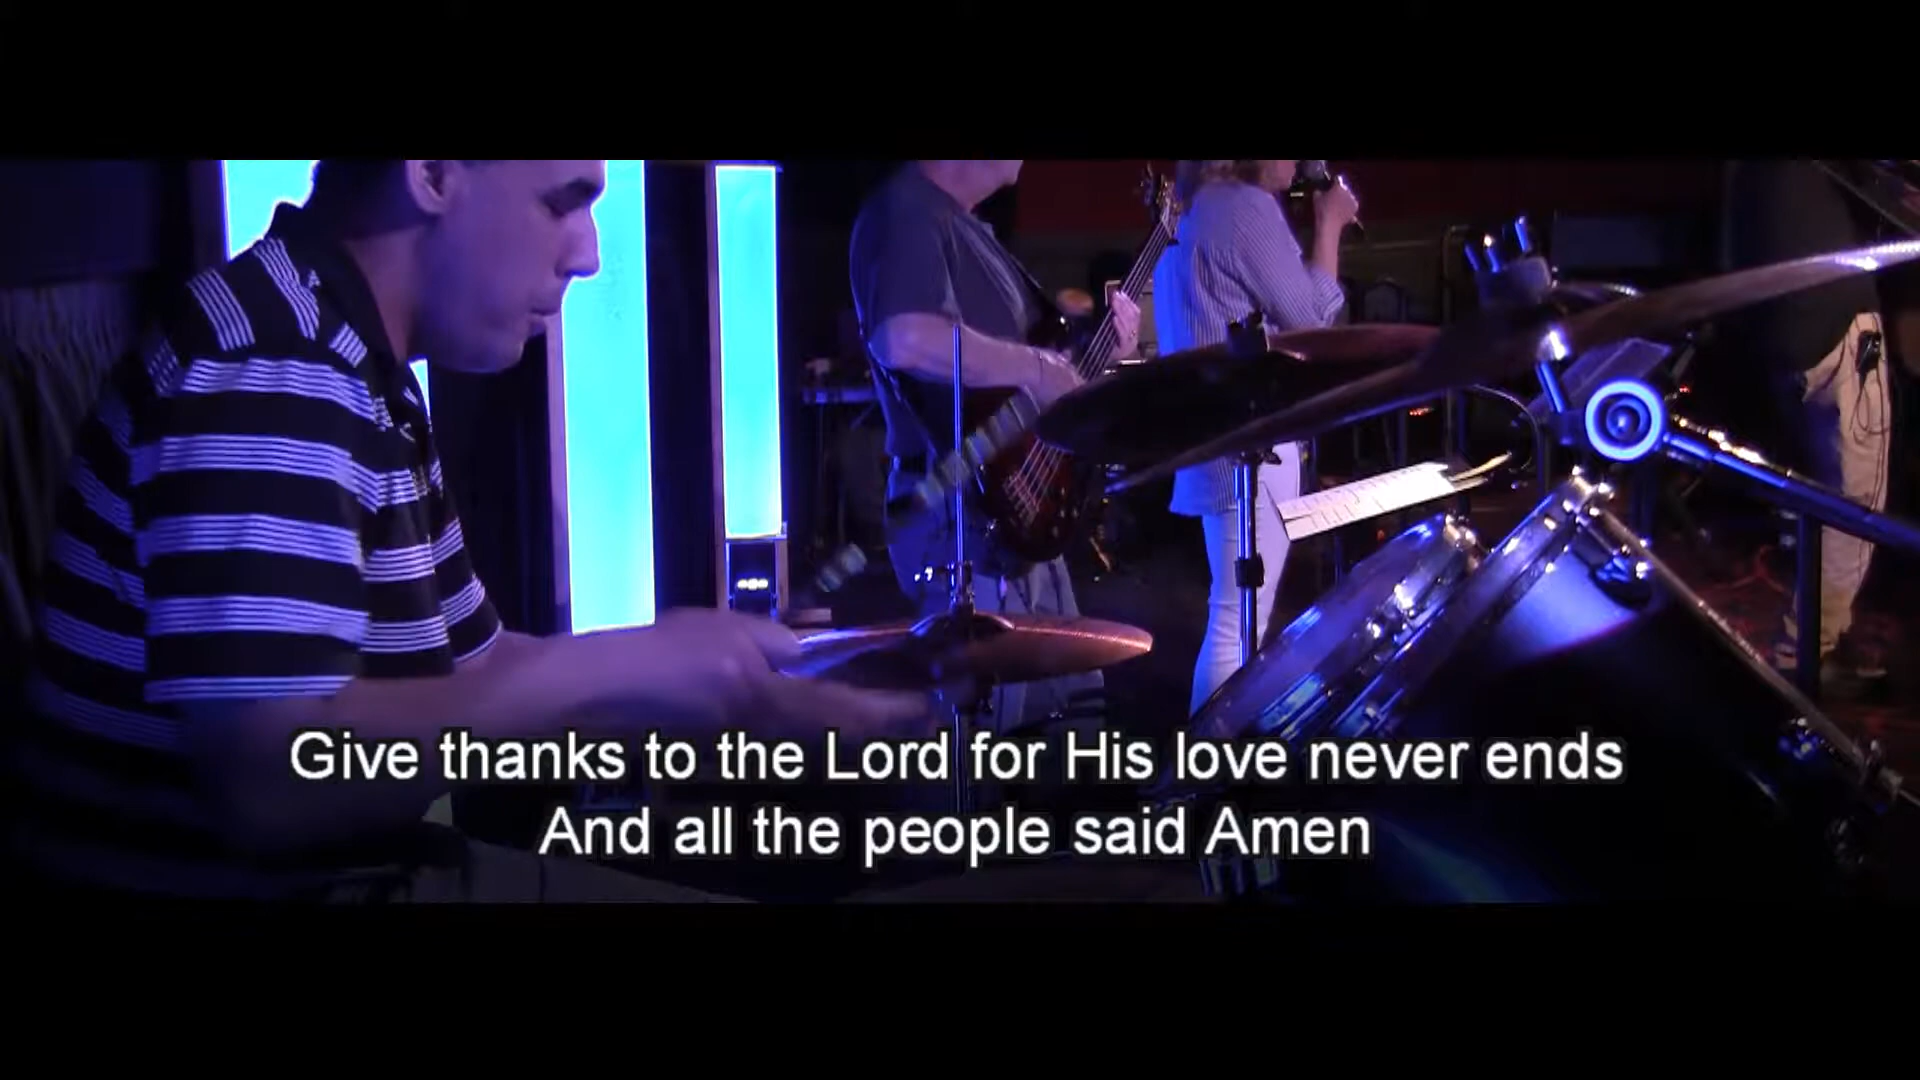 Give thanks to the Lord for His love never ends
And all the people said Amen